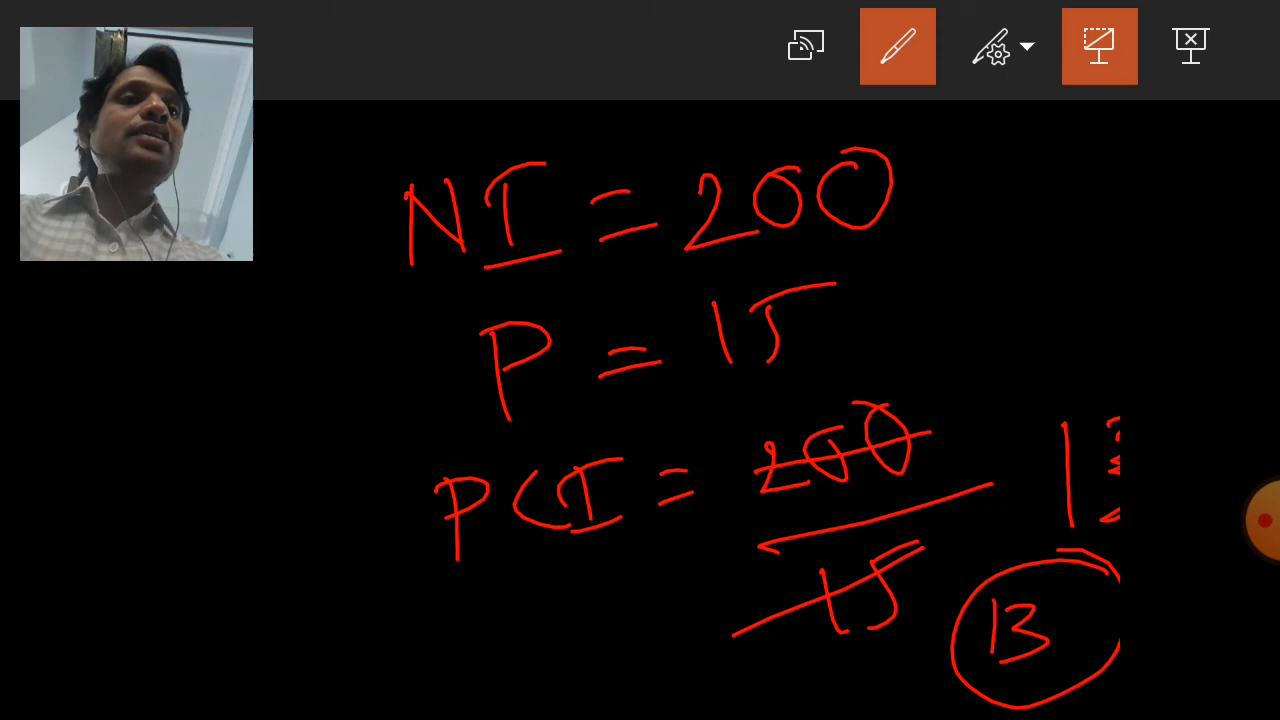 NI = 200
P = 15
PCI = 200
15
13